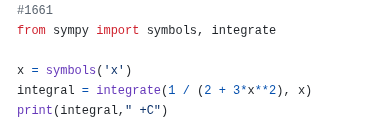 #1661
from sympy import symbols, integrate
x = symbols('x')
integral = integrate(1 / (2 + 3*x**2), x)
print(integral," +C")